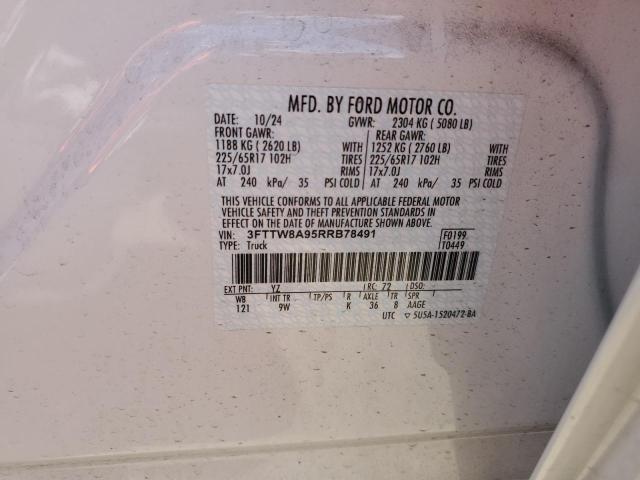 MFD. BY FORD MOTOR CO.
DATE: 10/24 GVWR: 2304 KG ( 5080 LB)
FRONT GAWR: REAR GAWR:
1188 KG ( 2620 LB) WITH 1252 KG ( 2760 LB) WITH
225/65R17 102H TIRES 225/65R17 102H TIRES
17x7.0J RIMS 17x7.0J RIMS
AT 240 kPa/ 35 PSI COLD AT 240 kPa/ 35 PSI COLD
THIS VEHICLE CONFORMS TO ALL APPLICABLE FEDERAL MOTOR
VEHICLE SAFETY AND THEFT PREVENTION STANDARDS IN
EFFECT ON THE DATE OF MANUFACTURE SHOWN ABOVE.
VIN: 3FTTW8A95RRB78491 F0199
TYPE: Truck T0449
EXT PNT: YZ RC: 72 DSO:
WB INT TR TP/PS R AXLE TR SPR
121 9W K 36 8 AAGE
UTC ▽ 5U5A-1520472-BA